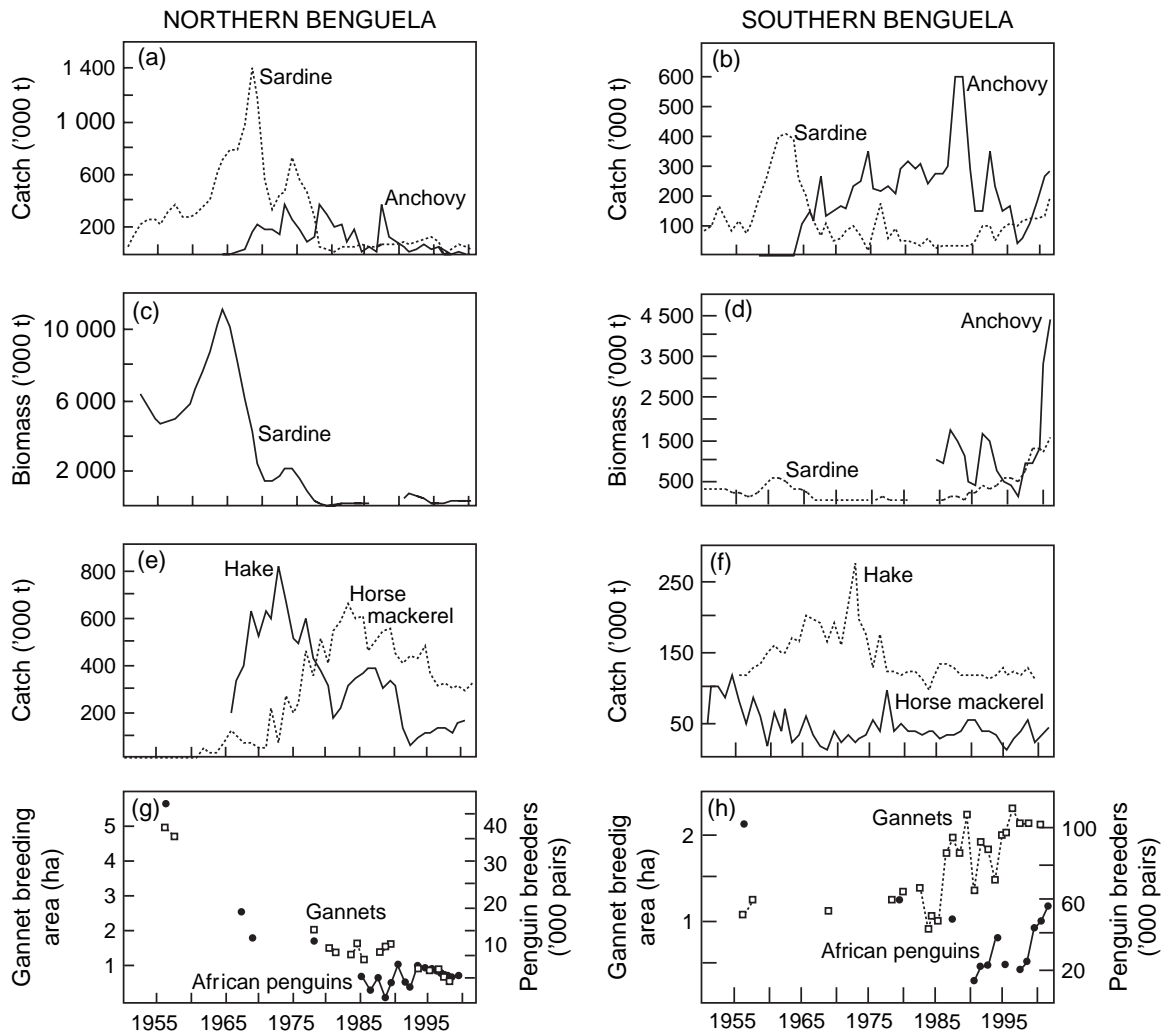 NORTHERN BENGUELA
SOUTHERN BENGUELA
(a)
Catch ('000 t)
1 400
1 000
600
200
Sardine
Anchovy
(b)
Catch ('000 t)
600
500
400
300
200
100
Sardine
Anchovy
(c)
Biomass ('000 t)
10 000
6 000
2 000
Sardine
(d)
Biomass ('000 t)
4 500
3 500
2 500
1 500
500
Anchovy
Sardine
(e)
Catch ('000 t)
800
600
400
200
Hake
Horse
mackerel
(f)
Catch ('000 t)
250
150
50
Hake
Horse mackerel
(g)
Gannet breeding
area (ha)
5
4
3
2
1
Gannets
African penguins
40
30
20
10
Penguin breeders
('000 pairs)
1955
1965
1975
1985
1995
(h)
Gannet breedig
area (ha)
2
1
Gannets
African penguins
100
60
20
Penguin breeders
('000 pairs)
1955
1965
1975
1985
1995